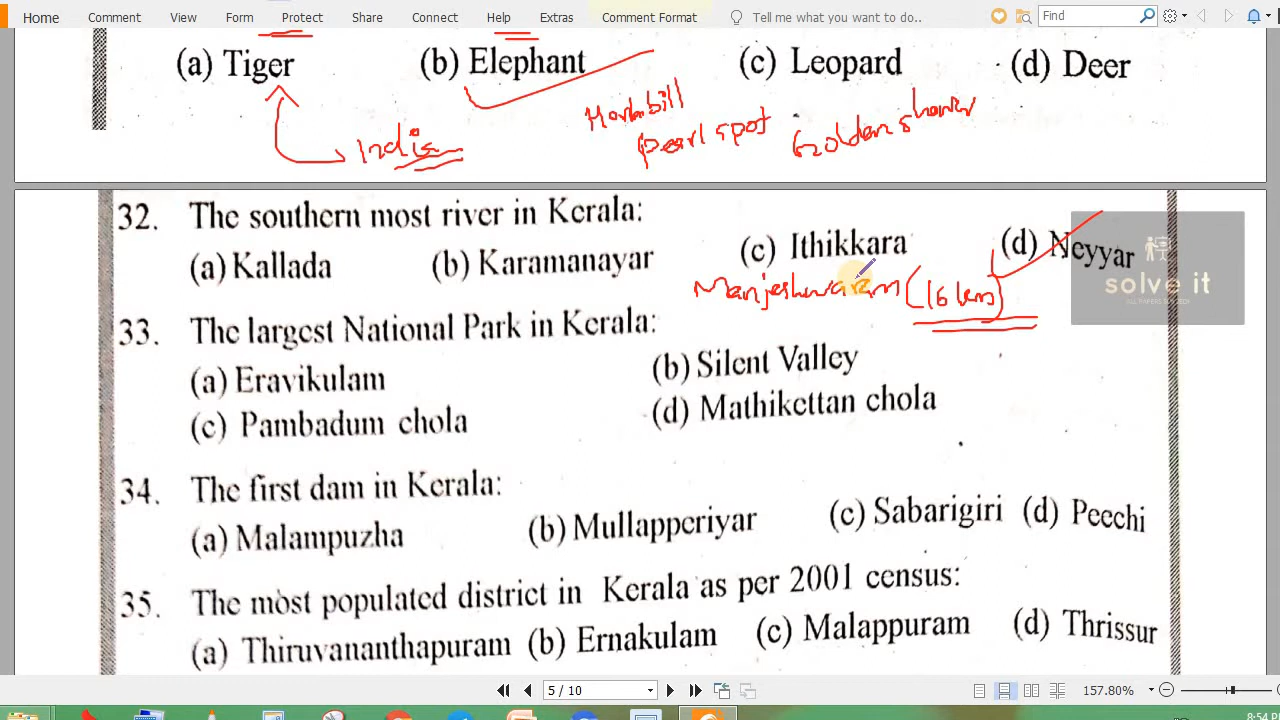 Home Comment View Form Protect Share Connect Help Extras Comment Format Tell me what you want to do.. Find
(a) Tiger (b) Elephant (c) Leopard (d) Deer
Hornbill
India pearl spot Golden shower
32. The southern most river in Kerala:
(a) Kallada (b) Karamanayar (c) Ithikkara (d) Neyyar
Manjeshwaram (16 km)
solve it
33. The largest National Park in Kerala:
(a) Eravikulam (b) Silent Valley
(c) Pambadum chola (d) Mathikettan chola
34. The first dam in Kerala:
(a) Malampuzha (b) Mullapperiyar (c) Sabarigiri (d) Peechi
35. The most populated district in Kerala as per 2001 census:
(a) Thiruvananthapuram (b) Ernakulam (c) Malappuram (d) Thrissur
5 / 10 157.80%
8:54 P